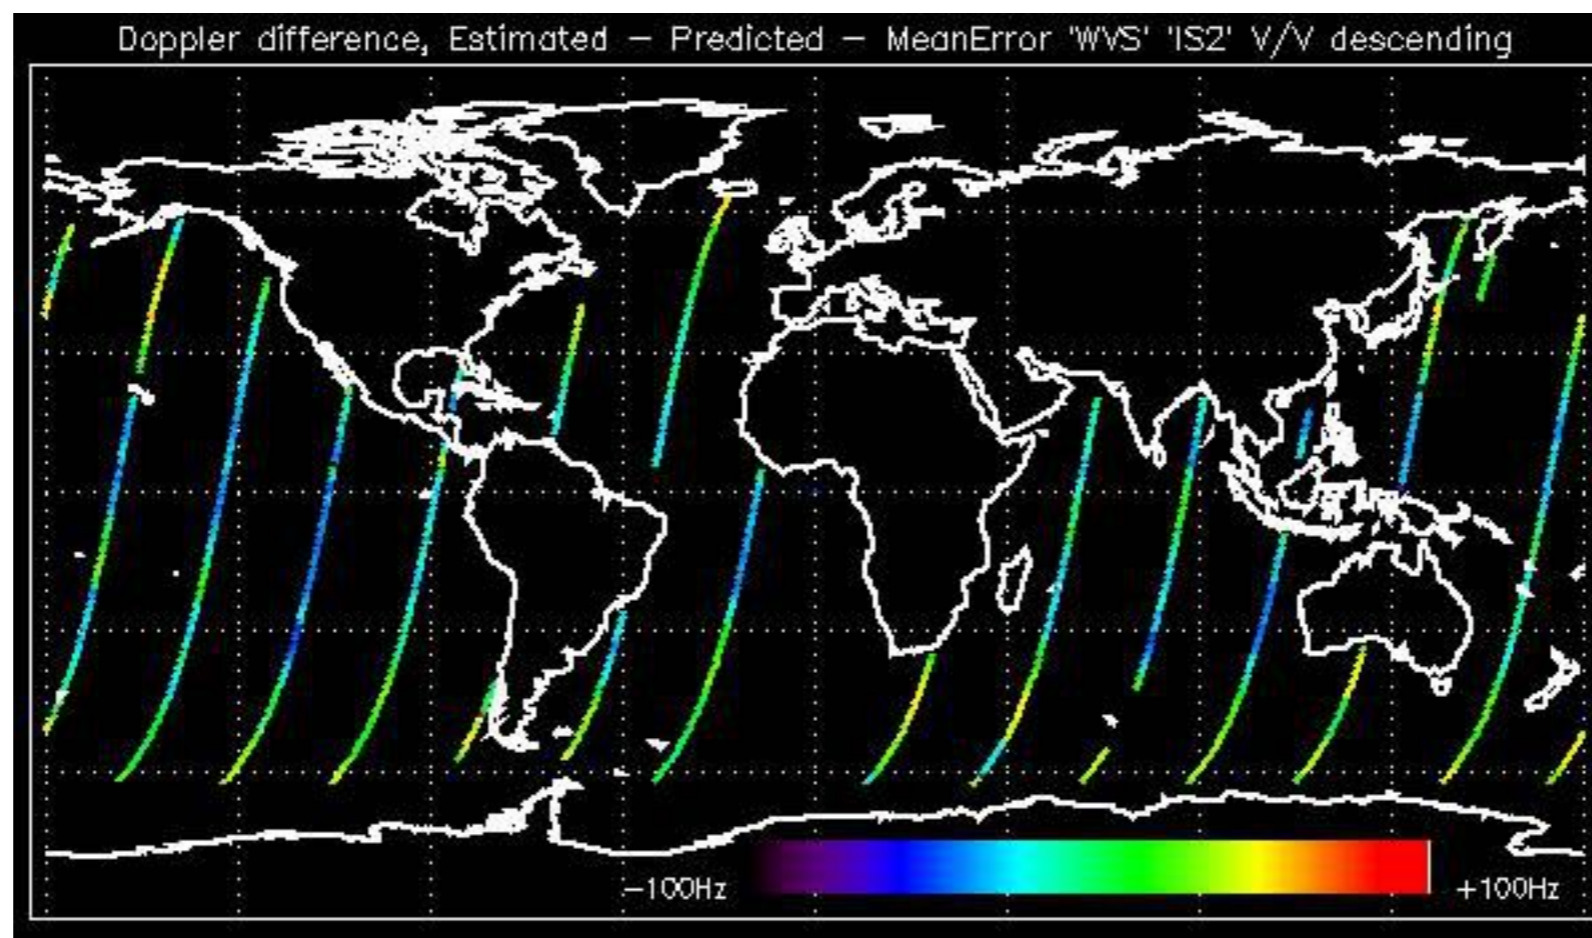 Doppler difference, Estimated – Predicted – MeanError 'WVS' 'IS2' V/V descending
–100Hz
+100Hz